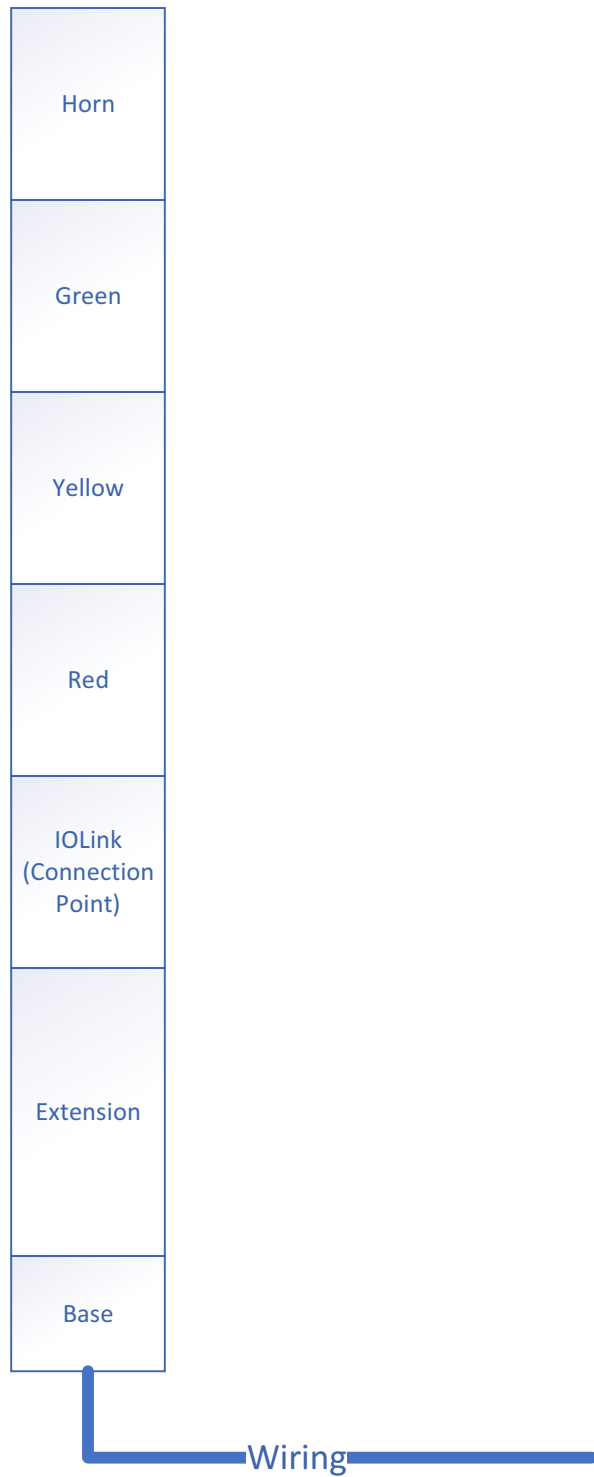 Horn
Green
Yellow
Red
IOLink
(Connection
Point)
Extension
Base
Wiring